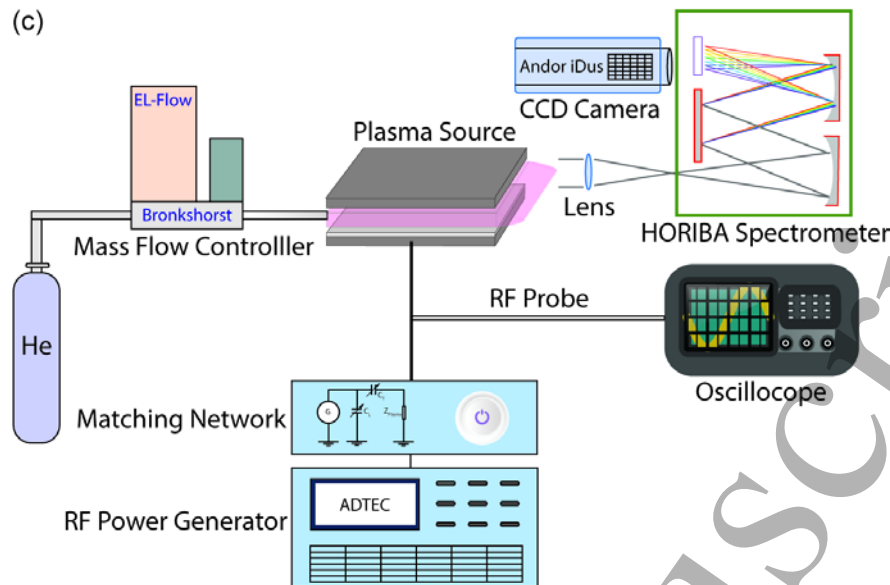 (c)
EL-Flow
Andor iDus
CCD Camera
Plasma Source
Lens
Bronkshorst
Mass Flow Controlller
HORIBA Spectrometer
He
RF Probe
Oscillocope
Matching Network
G
RF Power Generator
ADTEC